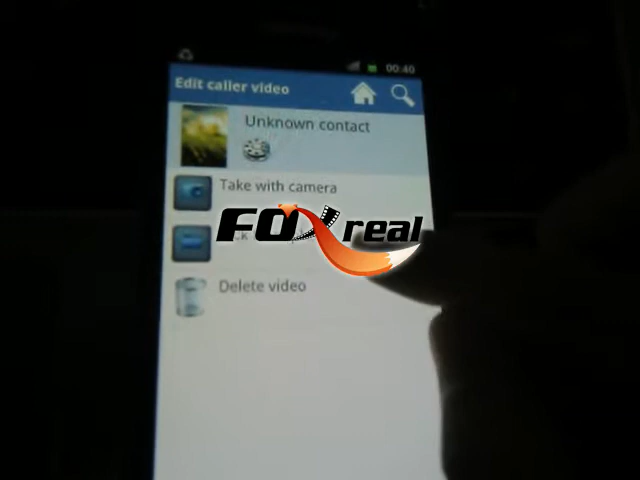 00:40
Edit caller video
Unknown contact
Take with camera
FOXreal
Delete video